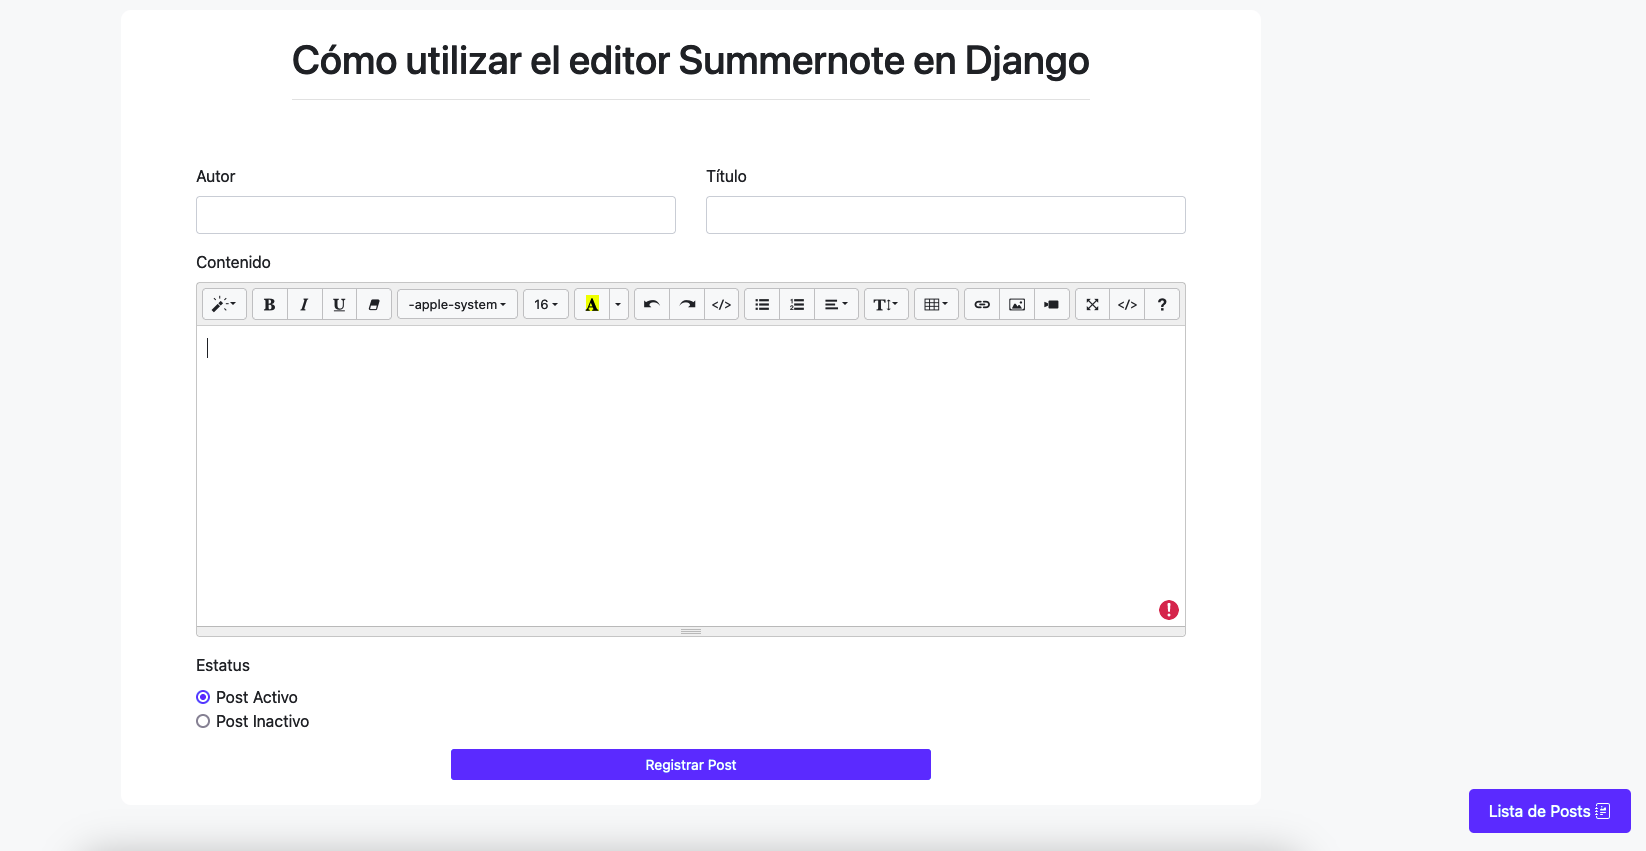 Cómo utilizar el editor Summernote en Django
Autor
Título
Contenido
B I U -apple-system 16 A </> T </> ?
Estatus
Post Activo
Post Inactivo
Registrar Post
Lista de Posts